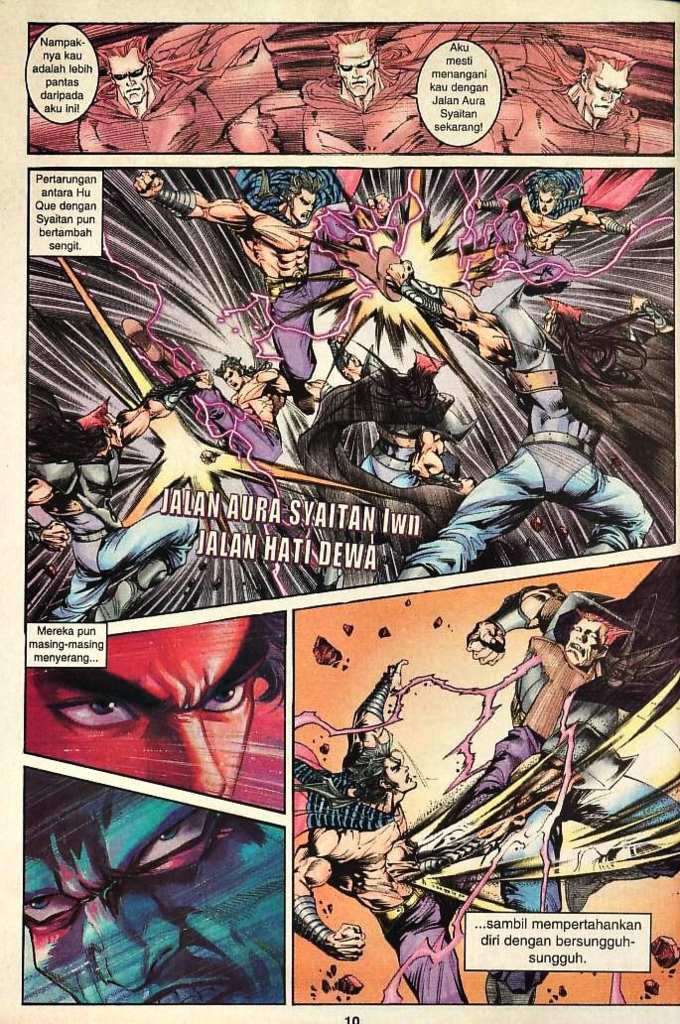 Nampak-
nya kau
adalah lebih
pantas
daripada
aku ini!
Aku
mesti
menangani
kau dengan
Jalan Aura
Syaitan
sekarang!
Pertarungan
antara Hu
Que dengan
Syaitan pun
bertambah
sengit.
JALAN AURA SYAITAN lwn
JALAN HATI DEWA
Mereka pun
masing-masing
menyerang...
...sambil mempertahankan
diri dengan bersungguh-
sungguh.
10